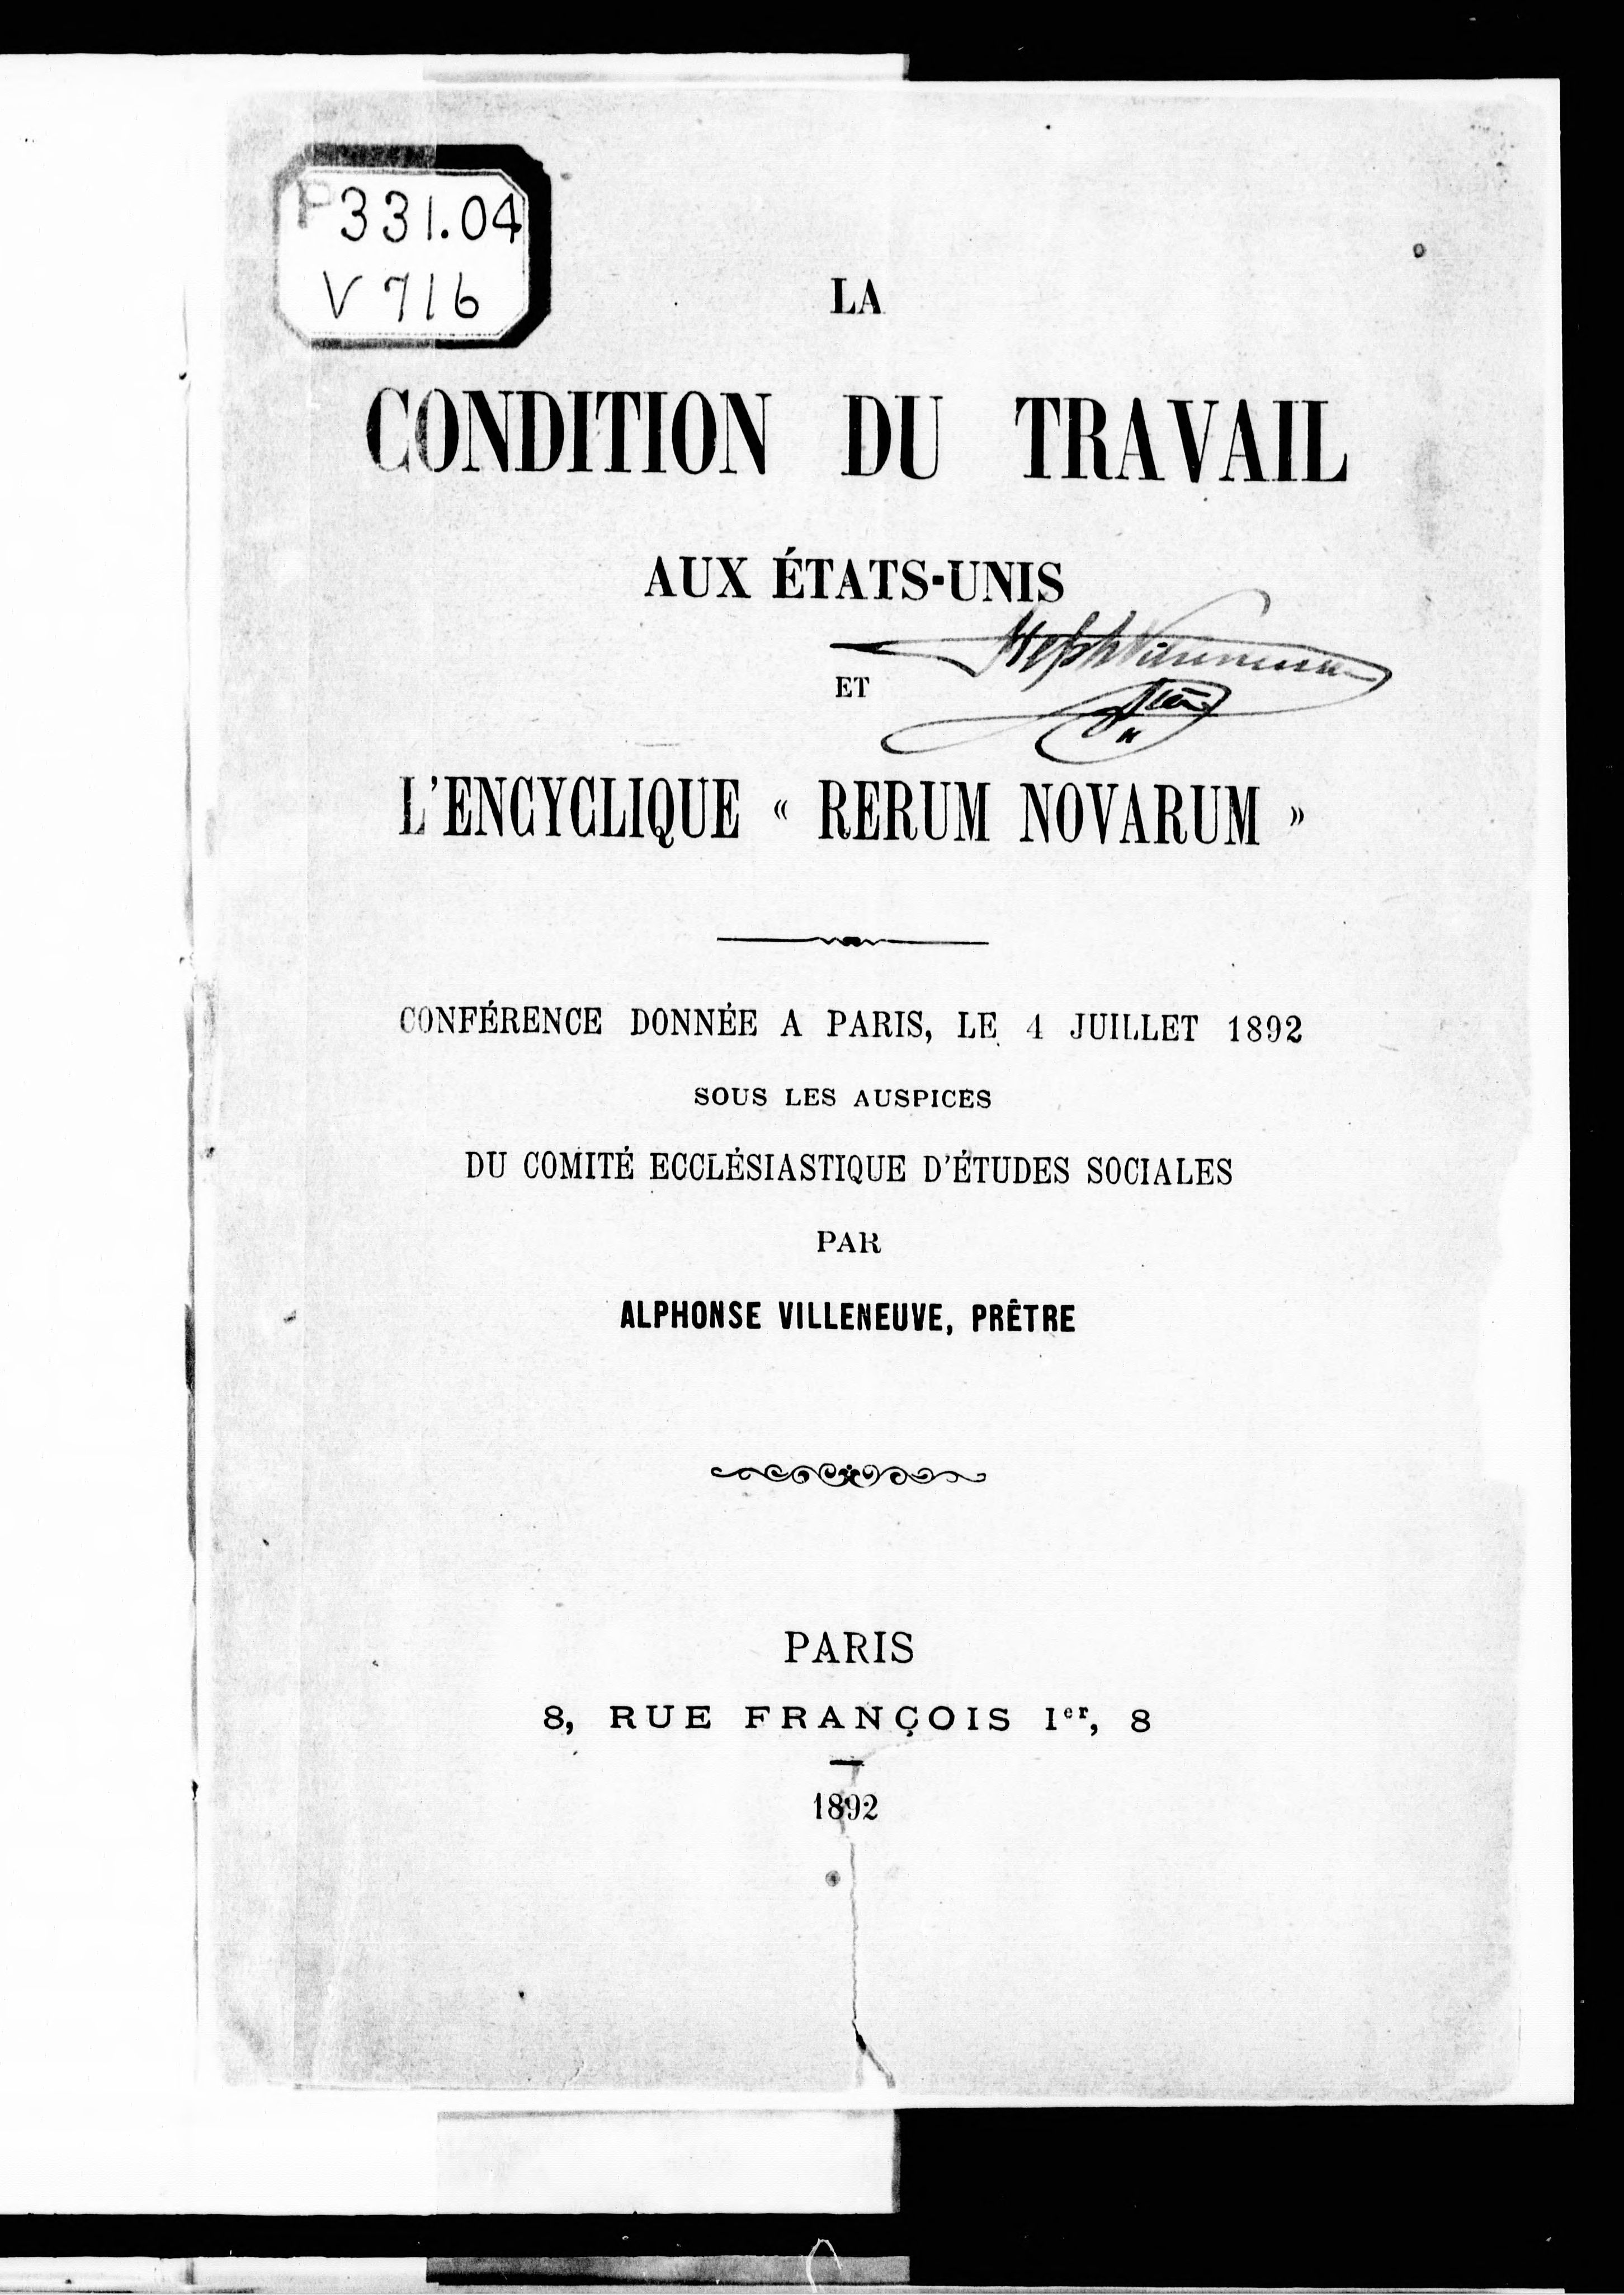 P331.04
V716
LA
CONDITION DU TRAVAIL
AUX ÉTATS-UNIS
ET
L'ENCYCLIQUE « RERUM NOVARUM »
CONFÉRENCE DONNÉE A PARIS, LE 4 JUILLET 1892
SOUS LES AUSPICES
DU COMITÉ ECCLÉSIASTIQUE D'ÉTUDES SOCIALES
PAR
ALPHONSE VILLENEUVE, PRÊTRE
PARIS
8, RUE FRANÇOIS Ier, 8
1892